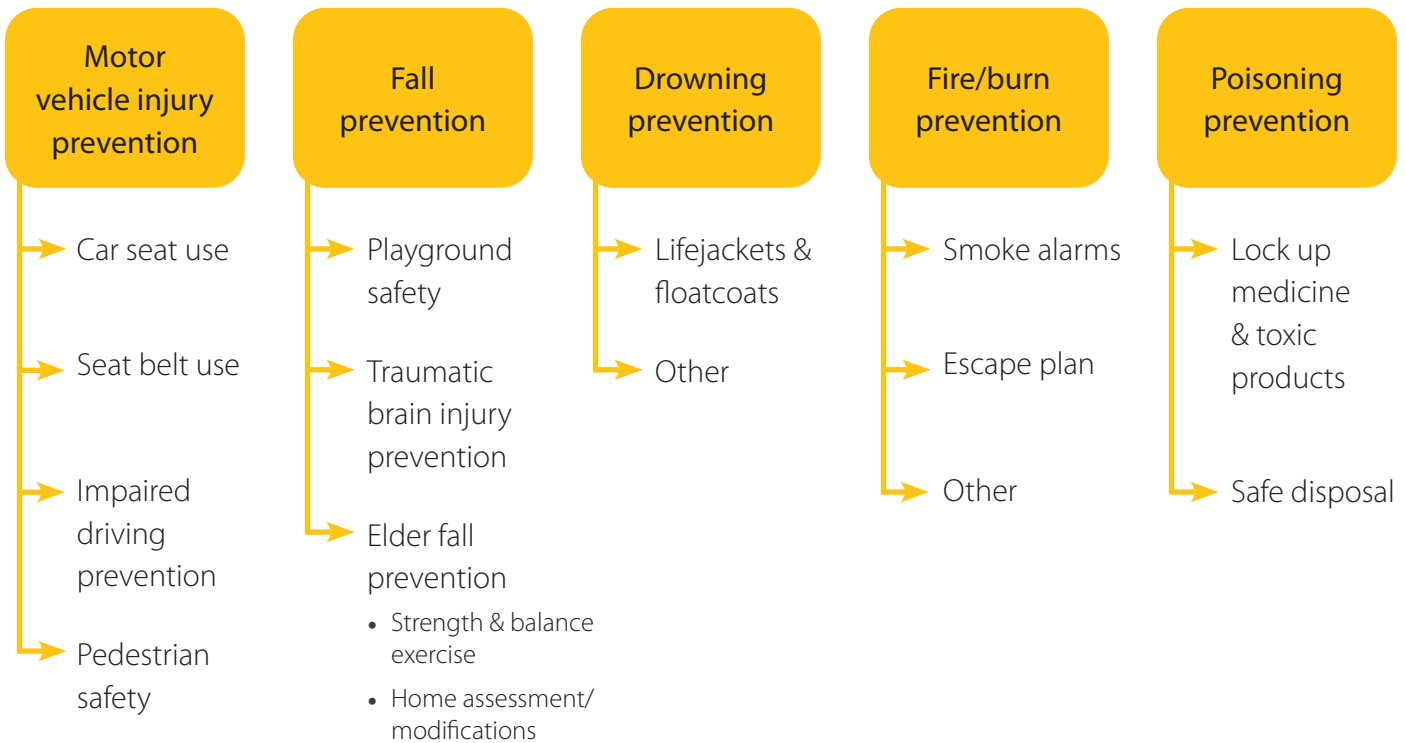 Motor
vehicle injury
prevention
Car seat use
Seat belt use
Impaired
driving
prevention
Pedestrian
safety
Fall
prevention
Playground
safety
Traumatic
brain injury
prevention
Elder fall
prevention
• Strength & balance
exercise
• Home assessment/
modifications
Drowning
prevention
Lifejackets &
floatcoats
Other
Fire/burn
prevention
Smoke alarms
Escape plan
Other
Poisoning
prevention
Lock up
medicine
& toxic
products
Safe disposal